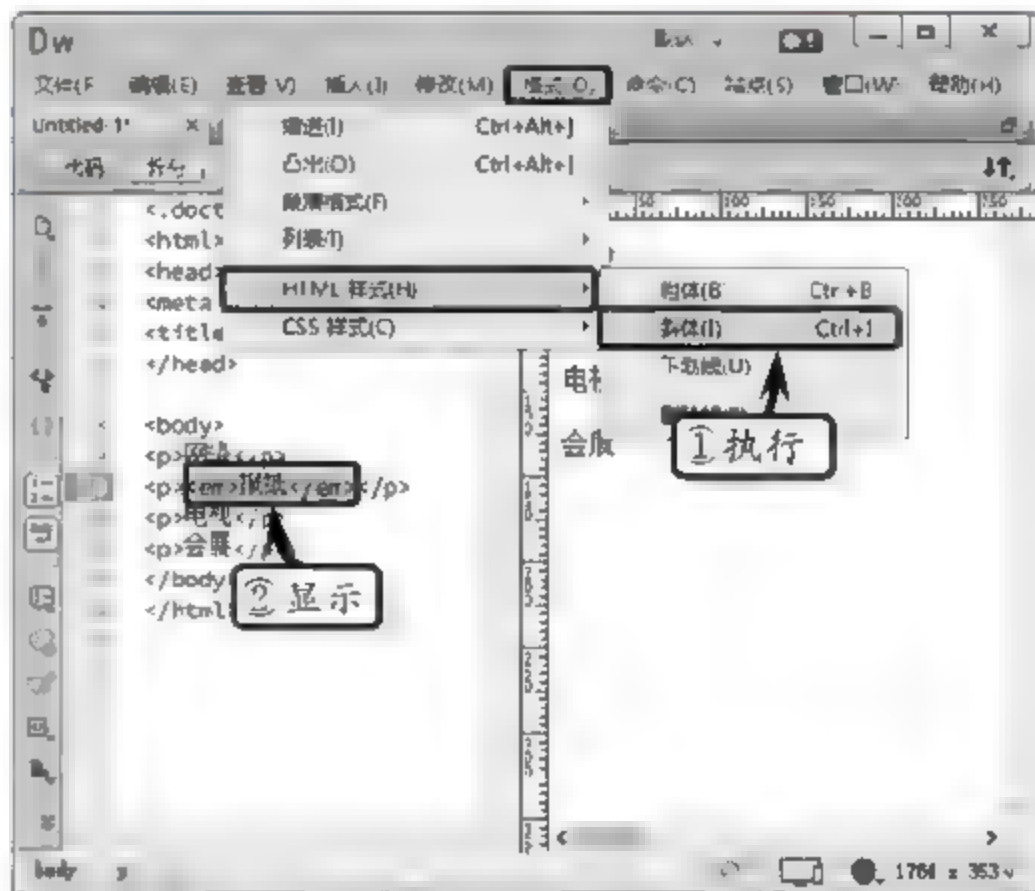 Dw
文件(F 编辑(E) 查看 V) 插入(I) 修改(M) 格式 O, 命令(C) 站点(S) 窗口(W) 帮助(H)
Untitled-1* ×
代码 拆分
缩进(I) Ctrl+Alt+]
凸出(O) Ctrl+Alt+[
段落格式(F)
列表(I)
HTML 样式(H)
CSS 样式(C)
粗体(B Ctr +B
斜体(I) Ctrl+I
下划线(U)
<html>
<head>
<meta
<title
</head>
<body>
<p><em>报纸</em></p>
<p>电视</p>
<p>会展</
</body
</html
电视
会展
①执行
②显示
body
1764 x 353